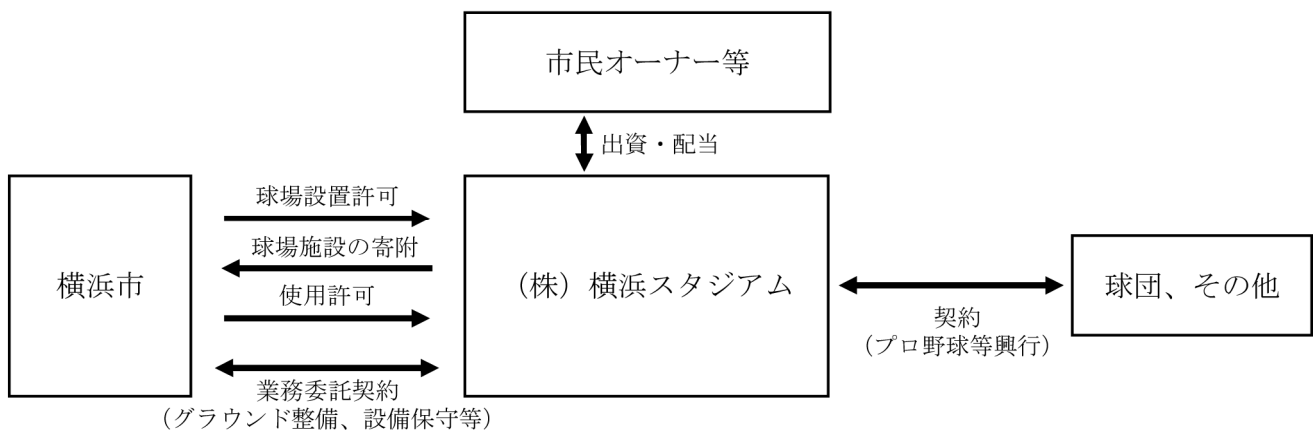 市民オーナー等
出資・配当
球場設置許可
球場施設の寄附
横浜市
(株)横浜スタジアム
球団、その他
使用許可
契約
(プロ野球等興行)
業務委託契約
(グラウンド整備、設備保守等)